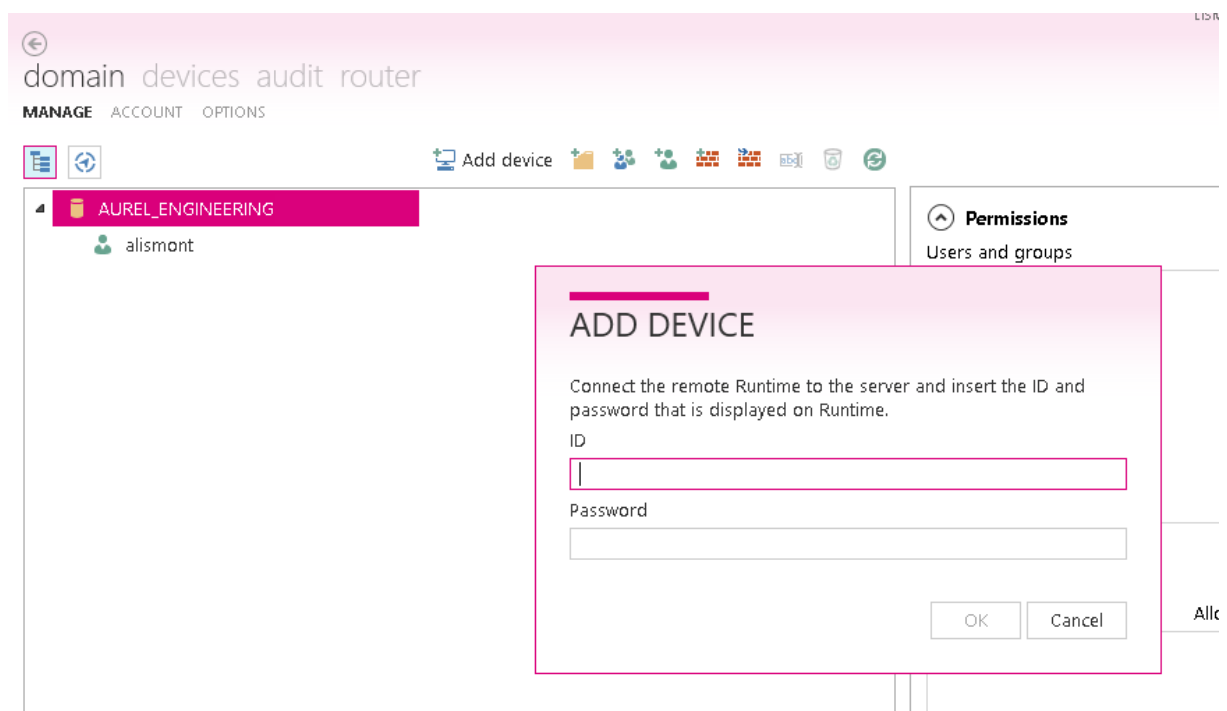 domain devices audit router
MANAGE ACCOUNT OPTIONS
Add device
AUREL_ENGINEERING
alismont
Permissions
Users and groups
ADD DEVICE
Connect the remote Runtime to the server and insert the ID and
password that is displayed on Runtime.
ID
Password
OK Cancel